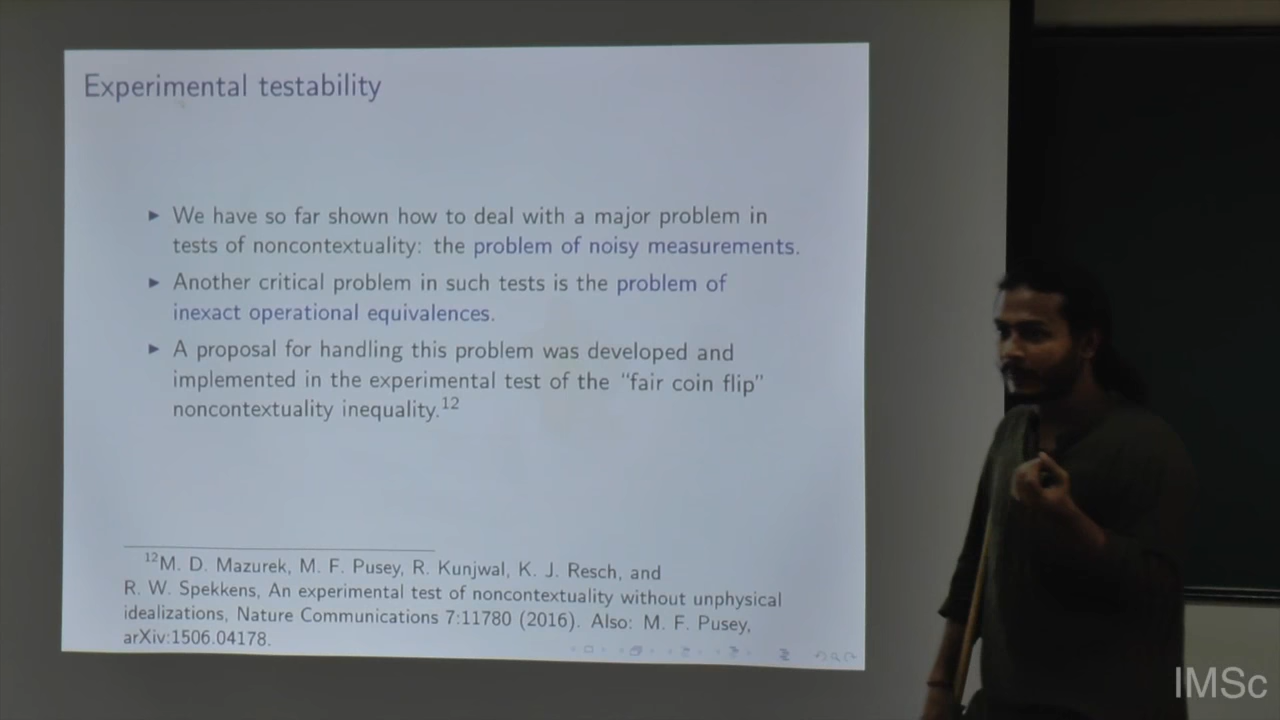 Experimental testability
► We have so far shown how to deal with a major problem in
tests of noncontextuality: the problem of noisy measurements.
► Another critical problem in such tests is the problem of
inexact operational equivalences.
► A proposal for handling this problem was developed and
implemented in the experimental test of the “fair coin flip”
noncontextuality inequality.¹²
¹²M. D. Mazurek, M. F. Pusey, R. Kunjwal, K. J. Resch, and
R. W. Spekkens, An experimental test of noncontextuality without unphysical
idealizations, Nature Communications 7:11780 (2016). Also: M. F. Pusey,
arXiv:1506.04178.
IMSc